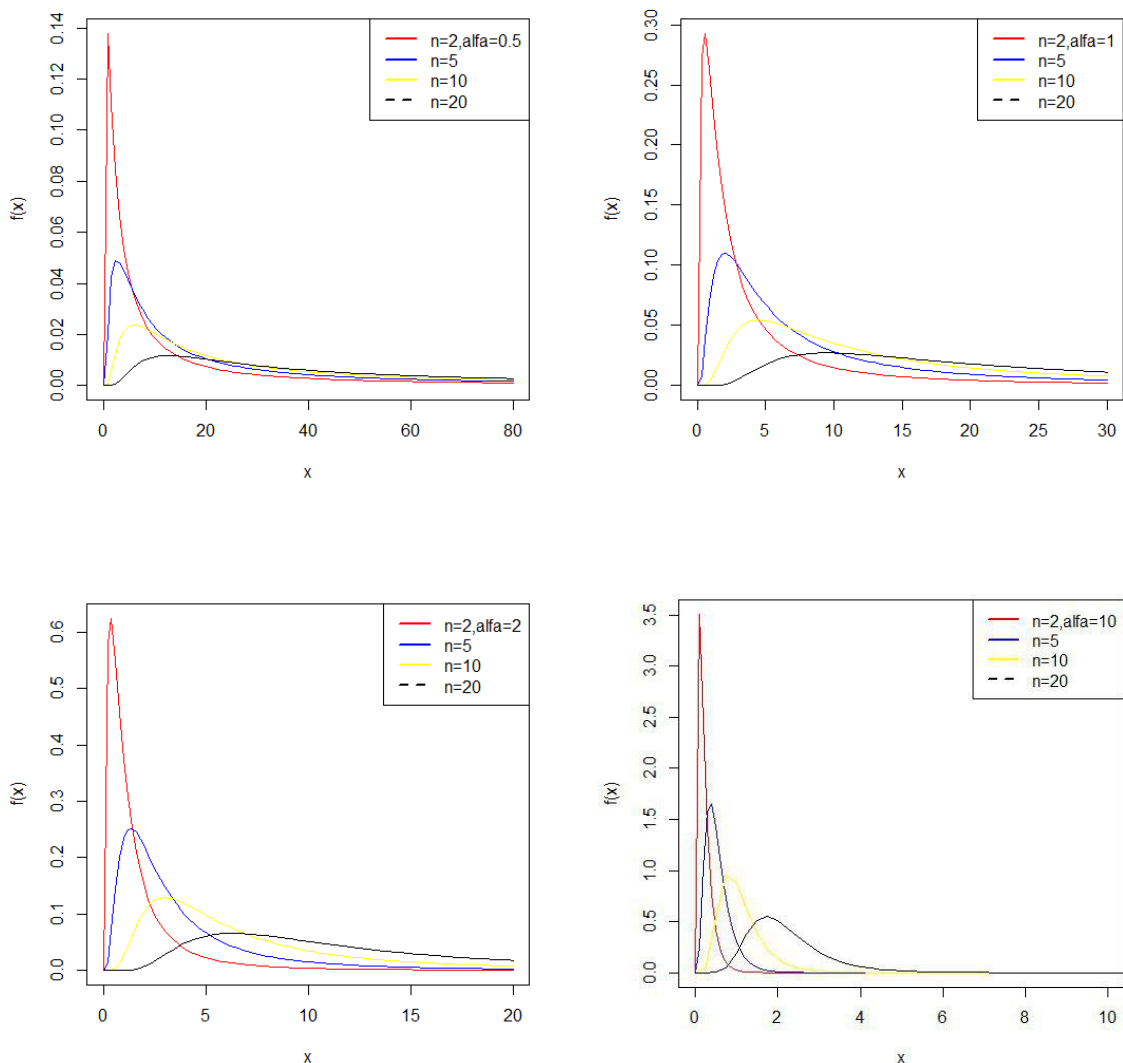 n=2,alfa=0.5
n=5
n=10
n=20
f(x)
0.00
0.02
0.04
0.06
0.08
0.10
0.12
0.14
0
20
40
60
80
x
n=2,alfa=1
n=5
n=10
n=20
f(x)
0.00
0.05
0.10
0.15
0.20
0.25
0.30
0
5
10
15
20
25
30
x
n=2,alfa=2
n=5
n=10
n=20
f(x)
0.0
0.1
0.2
0.3
0.4
0.5
0.6
0
5
10
15
20
x
n=2,alfa=10
n=5
n=10
n=20
f(x)
0.0
0.5
1.0
1.5
2.0
2.5
3.0
3.5
0
2
4
6
8
10
x